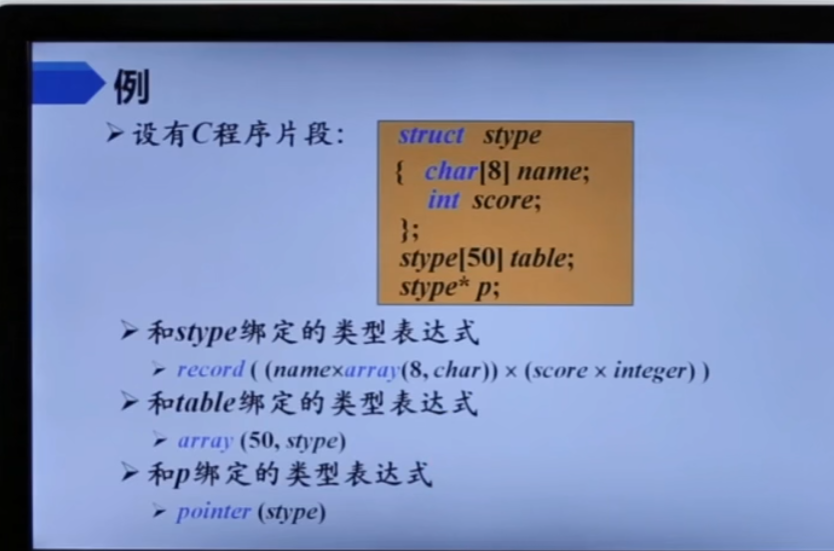 例
➢ 设有C程序片段:
struct stype
{ char[8] name;
int score;
};
stype[50] table;
stype* p;
➢ 和stype绑定的类型表达式
➢ record ( (name×array(8, char)) × (score × integer) )
➢ 和table绑定的类型表达式
➢ array (50, stype)
➢ 和p绑定的类型表达式
➢ pointer (stype)